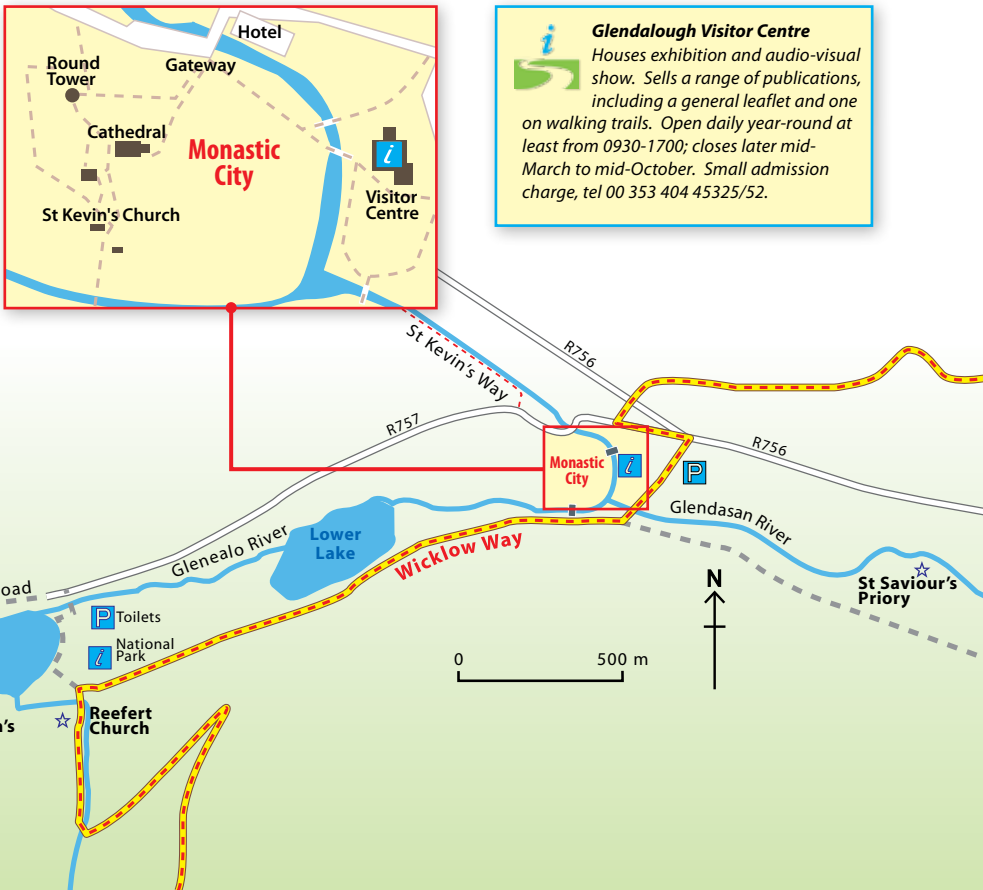 Hotel
Round
Tower
Gateway
Cathedral
Monastic
City
i
Visitor
Centre
St Kevin's Church
i
Glendalough Visitor Centre
Houses exhibition and audio-visual
show. Sells a range of publications,
including a general leaflet and one
on walking trails. Open daily year-round at
least from 0930-1700; closes later mid-
March to mid-October. Small admission
charge, tel 00 353 404 45325/52.
St Kevin's Way
R756
R757
R756
Monastic
City
i
P
Glendasan River
Glenealo River
Lower
Lake
Wicklow Way
St Saviour's
Priory
N
oad
P Toilets
i National
Park
0 500 m
Reefert
Church
's